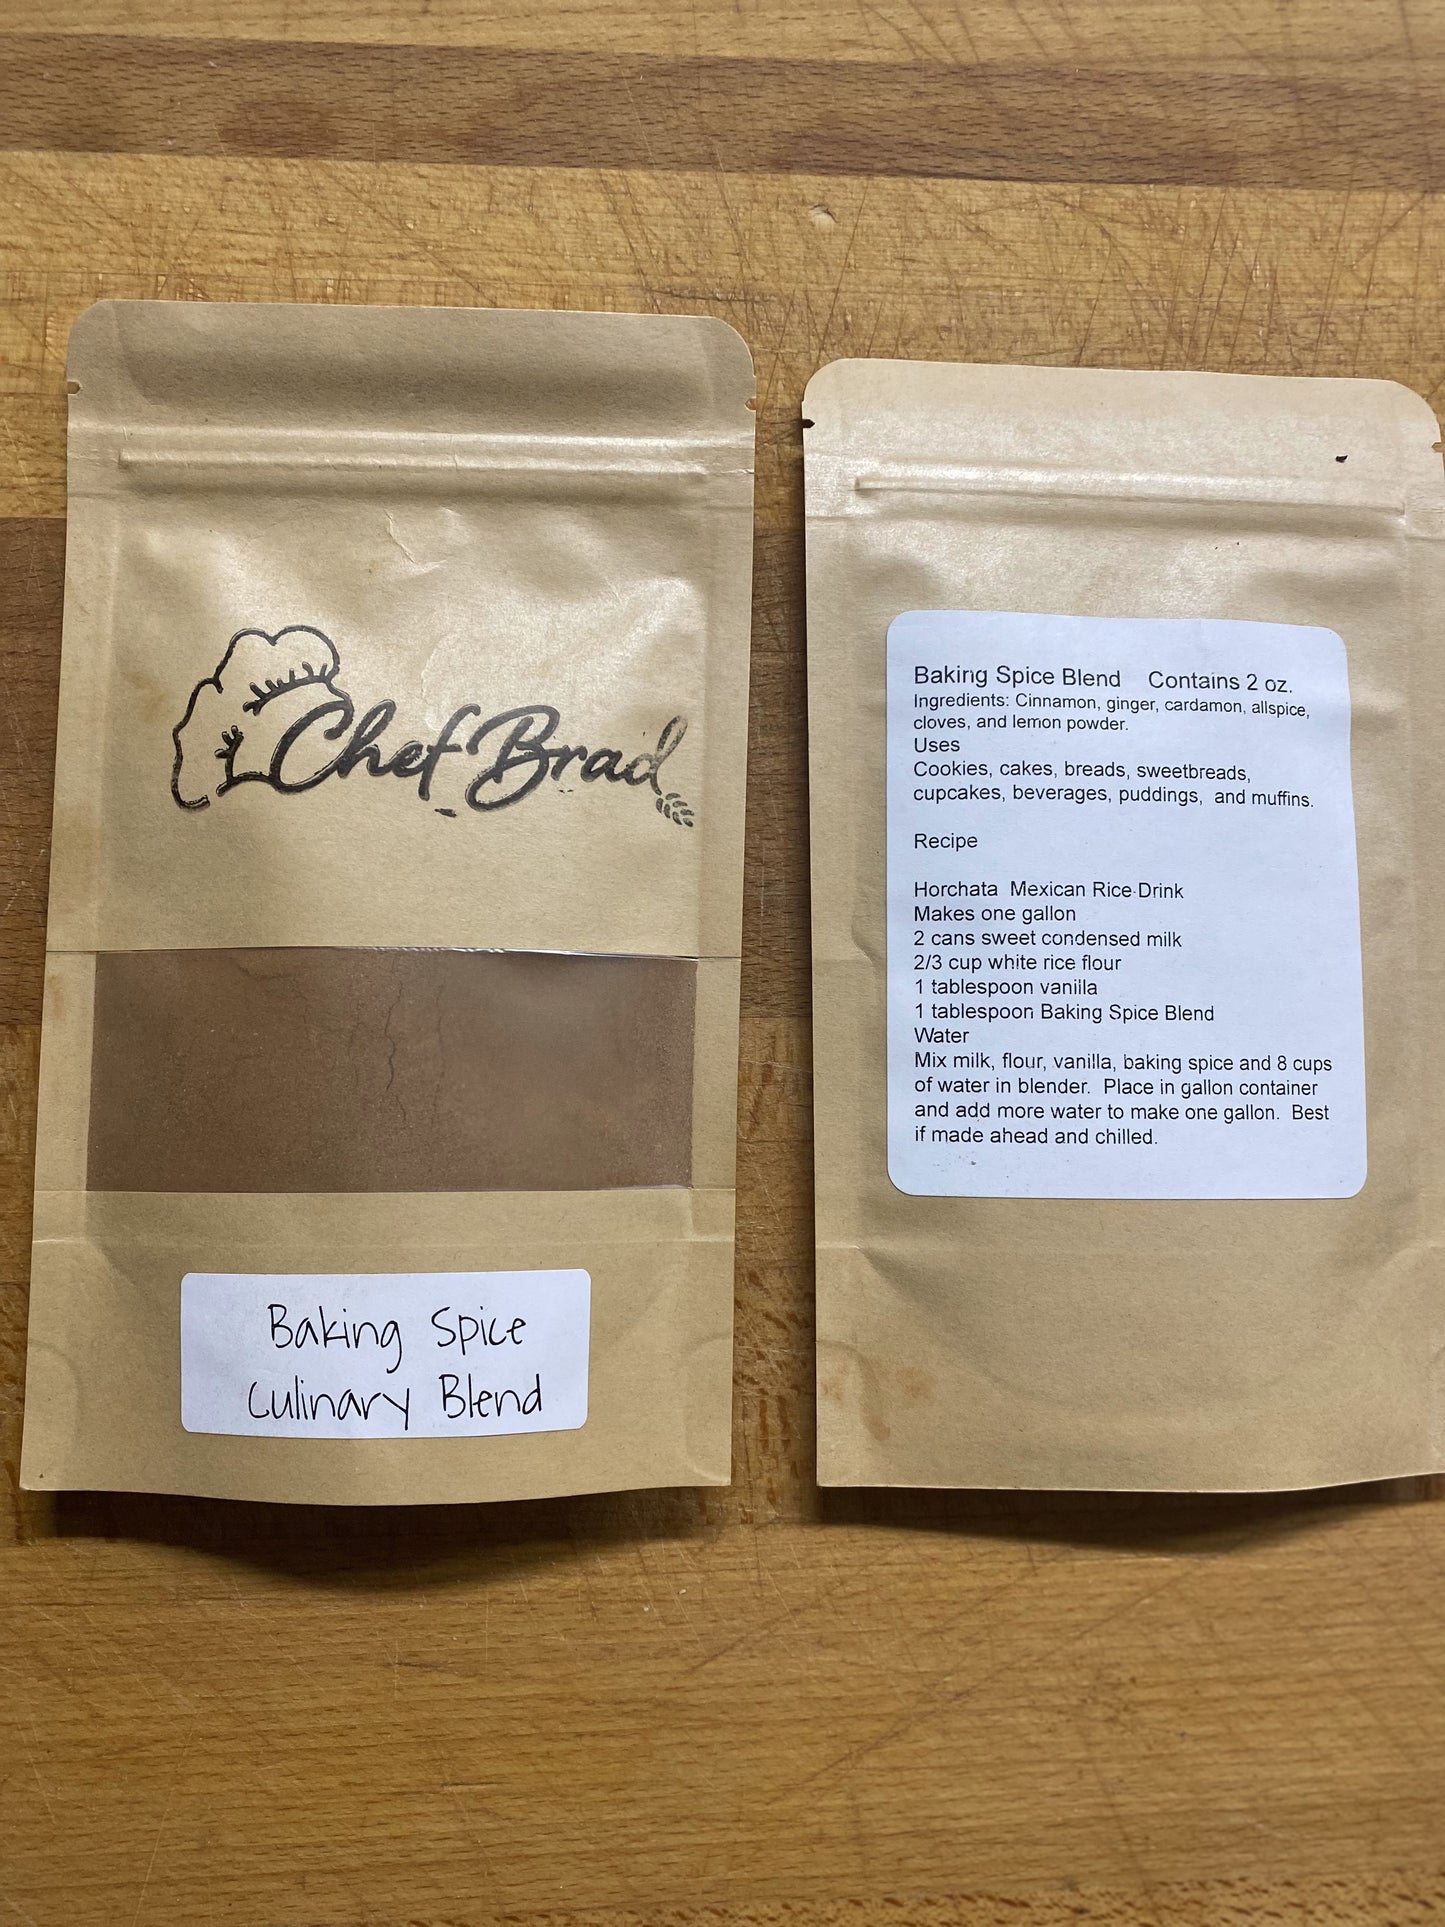 Chef Brad
Baking Spice
Culinary Blend
Baking Spice Blend Contains 2 oz.
Ingredients: Cinnamon, ginger, cardamon, allspice,
cloves, and lemon powder.
Uses
Cookies, cakes, breads, sweetbreads,
cupcakes, beverages, puddings, and muffins.
Recipe
Horchata Mexican Rice Drink
Makes one gallon
2 cans sweet condensed milk
2/3 cup white rice flour
1 tablespoon vanilla
1 tablespoon Baking Spice Blend
Water
Mix milk, flour, vanilla, baking spice and 8 cups
of water in blender. Place in gallon container
and add more water to make one gallon. Best
if made ahead and chilled.